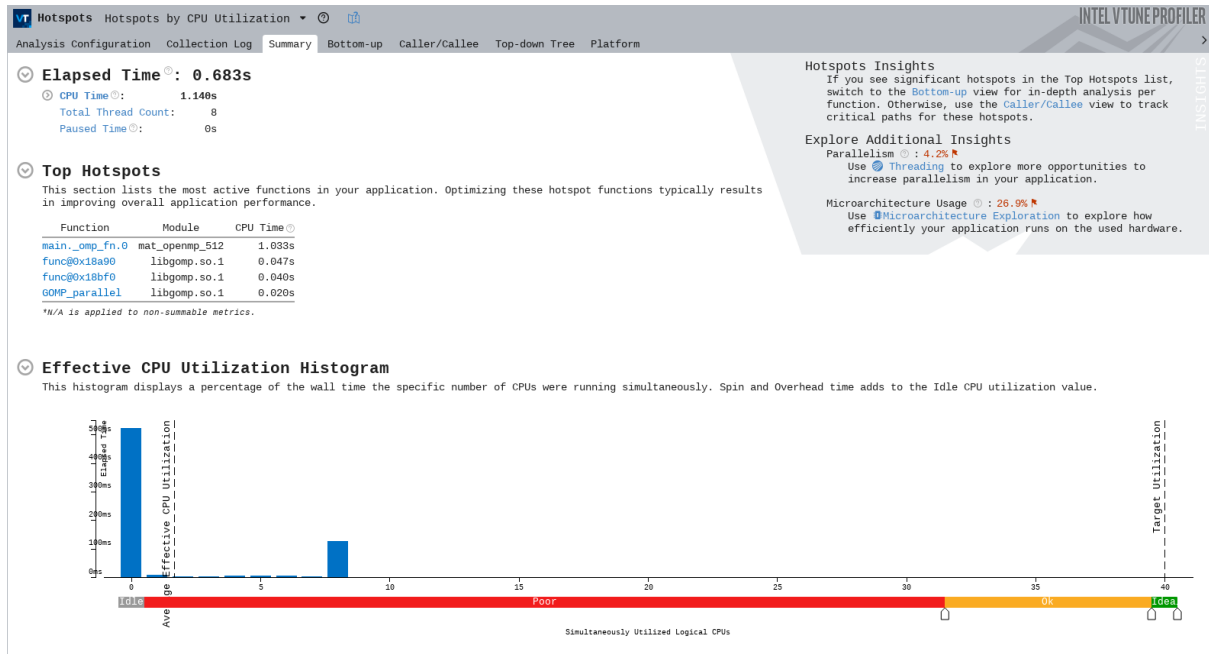 VT Hotspots Hotspots by CPU Utilization
INTEL VTUNE PROFILER
Analysis Configuration Collection Log Summary Bottom-up Caller/Callee Top-down Tree Platform
Elapsed Time: 0.683s
CPU Time: 1.140s
Total Thread Count: 8
Paused Time: 0s
Top Hotspots
This section lists the most active functions in your application. Optimizing these hotspot functions typically results
in improving overall application performance.
Function Module CPU Time
main._omp_fn.0 mat_openmp_512 1.033s
func@0x18a90 libgomp.so.1 0.047s
func@0x18bf0 libgomp.so.1 0.040s
GOMP_parallel libgomp.so.1 0.020s
*N/A is applied to non-summable metrics.
Hotspots Insights
If you see significant hotspots in the Top Hotspots list,
switch to the Bottom-up view for in-depth analysis per
function. Otherwise, use the Caller/Callee view to track
critical paths for these hotspots.
Explore Additional Insights
Parallelism : 4.2%
Use Threading to explore more opportunities to
increase parallelism in your application.
Microarchitecture Usage : 26.9%
Use Microarchitecture Exploration to explore how
efficiently your application runs on the used hardware.
INSIGHTS
Effective CPU Utilization Histogram
This histogram displays a percentage of the wall time the specific number of CPUs were running simultaneously. Spin and Overhead time adds to the Idle CPU utilization value.
Elapsed Time
500ms
400ms
300ms
200ms
100ms
0ms
Average Effective CPU Utilization
Target Utilization
0 5 10 15 20 25 30 35 40
Idle Poor Ok Idea
Simultaneously Utilized Logical CPUs